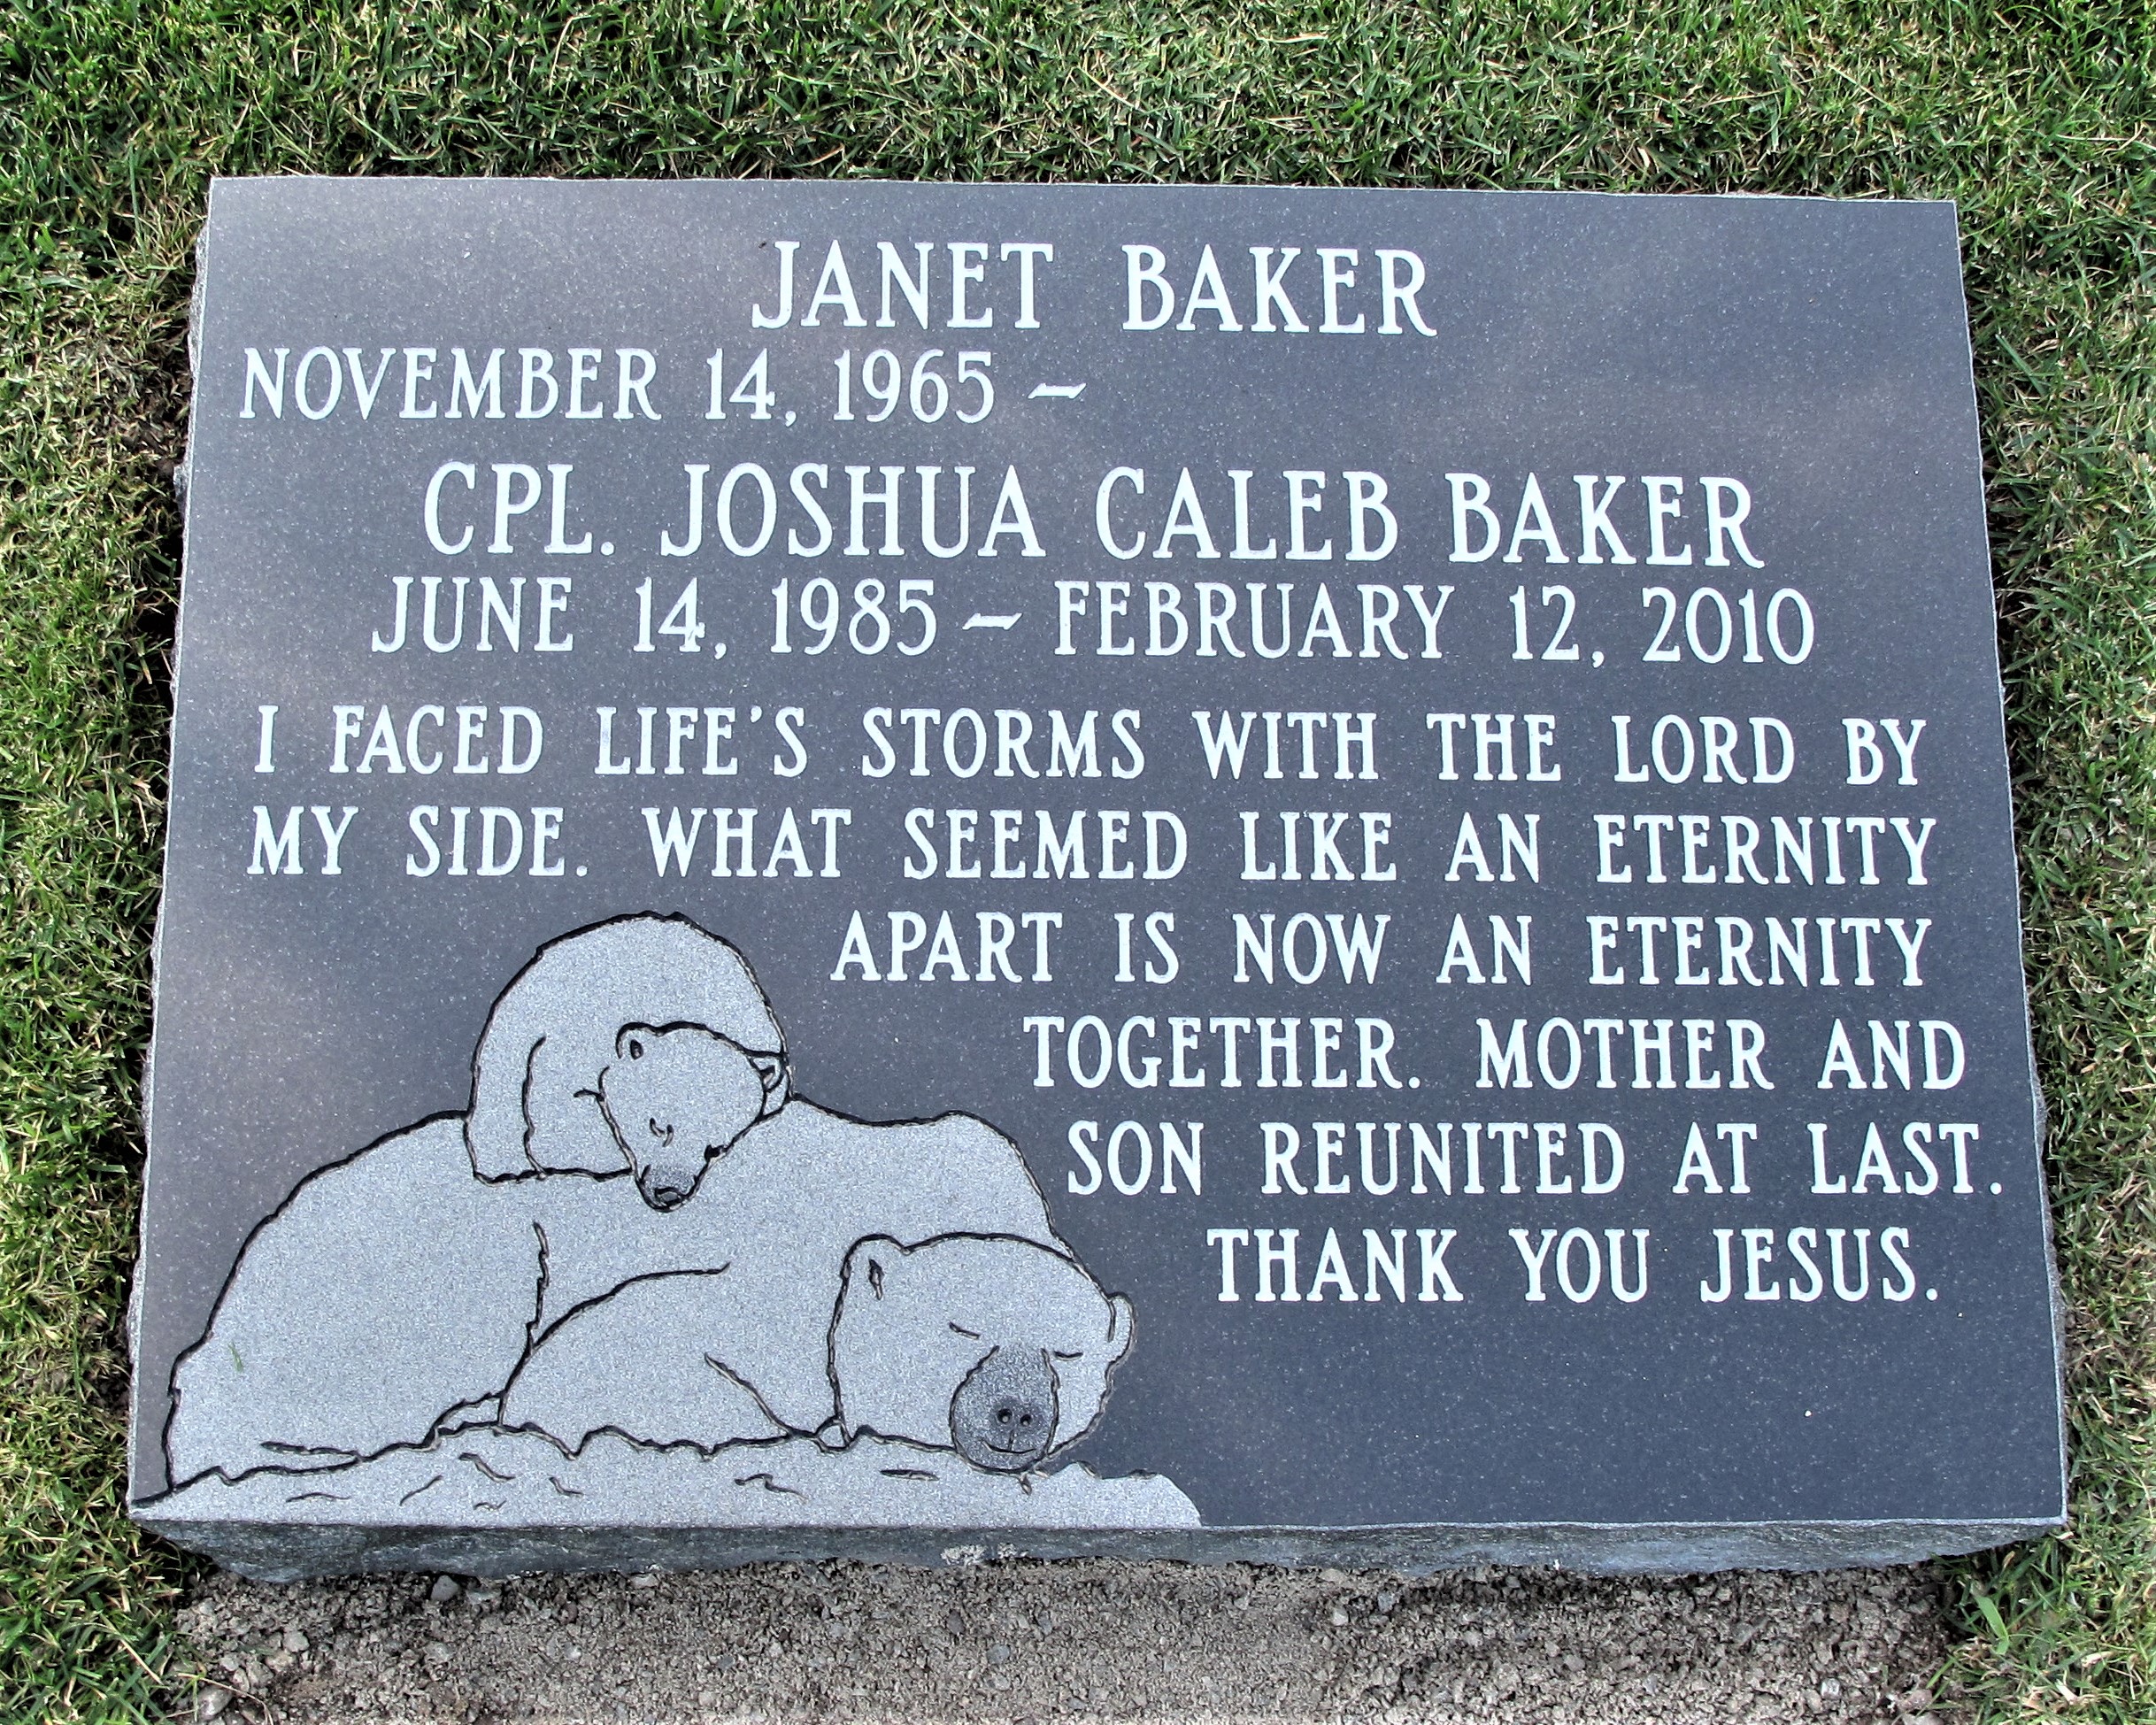 JANET BAKER
NOVEMBER 14, 1965 ~
CPL. JOSHUA CALEB BAKER
JUNE 14, 1985 ~ FEBRUARY 12, 2010
I FACED LIFE'S STORMS WITH THE LORD BY
MY SIDE. WHAT SEEMED LIKE AN ETERNITY
APART IS NOW AN ETERNITY
TOGETHER. MOTHER AND
SON REUNITED AT LAST.
THANK YOU JESUS.